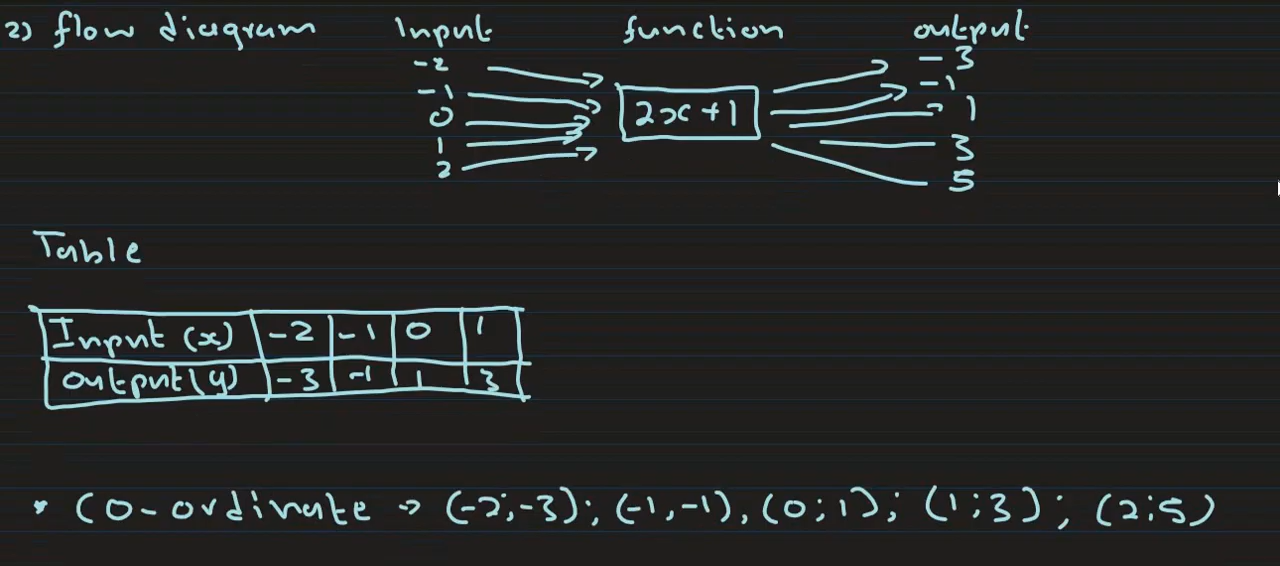 2) flow diagram Input function output
-2 -3
-1 -1
0 2x+1 1
1 3
2 5
Table
Input (x) -2 -1 0 1
output(y) -3 -1 1 3
* Co-ordinate → (-2;-3); (-1,-1), (0;1); (1;3); (2;5)